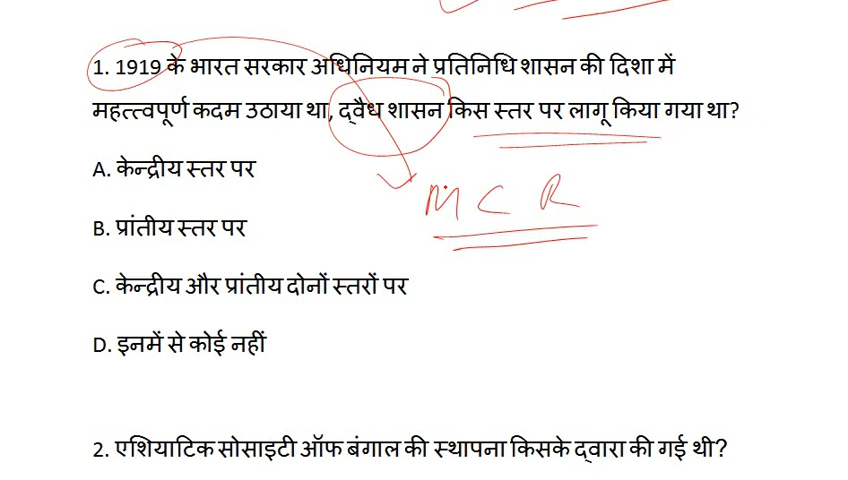 1. 1919 के भारत सरकार अधिनियम ने प्रतिनिधि शासन की दिशा में
महत्त्वपूर्ण कदम उठाया था, द्वैध शासन किस स्तर पर लागू किया गया था?
A. केन्द्रीय स्तर पर
M C R
B. प्रांतीय स्तर पर
C. केन्द्रीय और प्रांतीय दोनों स्तरों पर
D. इनमें से कोई नहीं
2. एशियाटिक सोसाइटी ऑफ बंगाल की स्थापना किसके द्वारा की गई थी?